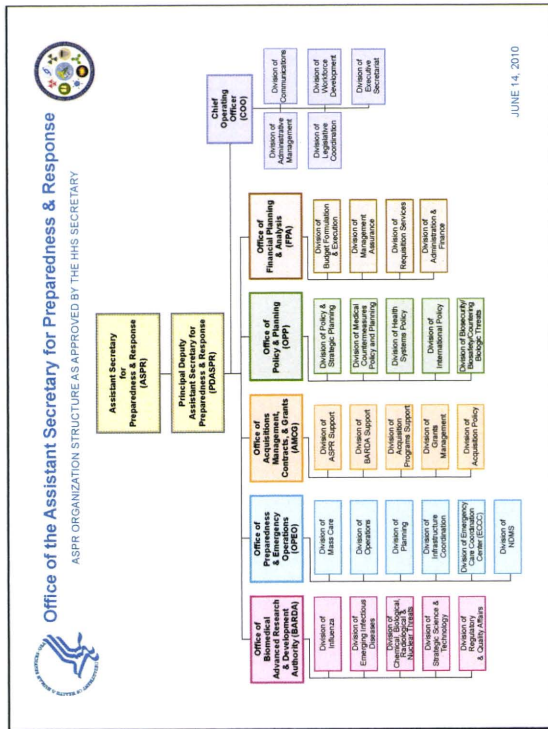 Office of the Assistant Secretary for Preparedness & Response
ASPR ORGANIZATION STRUCTURE AS APPROVED BY THE HHS SECRETARY
Assistant Secretary
for
Preparedness & Response
(ASPR)
Principal Deputy
Assistant Secretary for
Preparedness & Response
(PDASPR)
Chief
Operating
Officer
(COO)
Division of
Administrative
Management
Division of
Communications
Division of
Legislative
Coordination
Division of
Workforce
Development
Division of
Executive
Secretariat
Office of
Biomedical
Advanced Research
& Development
Authority (BARDA)
Division of
Influenza
Division of
Emerging Infectious
Diseases
Division of
Chemical, Biological,
Radiological &
Nuclear Threats
Division of
Strategic Science &
Technology
Division of
Regulatory
& Quality Affairs
Office of
Preparedness
& Emergency
Operations
(OPEO)
Division of
Mass Care
Division of
Operations
Division of
Planning
Division of
Infrastructure
Coordination
Division of Emergency
Care Coordination
Center (ECCC)
Division of
NDMS
Office of
Acquisitions
Management,
Contracts, & Grants
(AMCG)
Division of
ASPR Support
Division of
BARDA Support
Division of
Acquisition
Programs Support
Division of
Grants
Management
Division of
Acquisition Policy
Office of
Policy & Planning
(OPP)
Division of Policy &
Strategic Planning
Division of Medical
Countermeasures
Policy and Planning
Division of Health
Systems Policy
Division of
International Policy
Division of Biosecurity/
Biosafety/Countering
Biologic Threats
Office of
Financial Planning
& Analysis
(FPA)
Division of
Budget Formulation
& Execution
Division of
Management
Assurance
Division of
Requisition Services
Division of
Administration &
Finance
JUNE 14, 2010